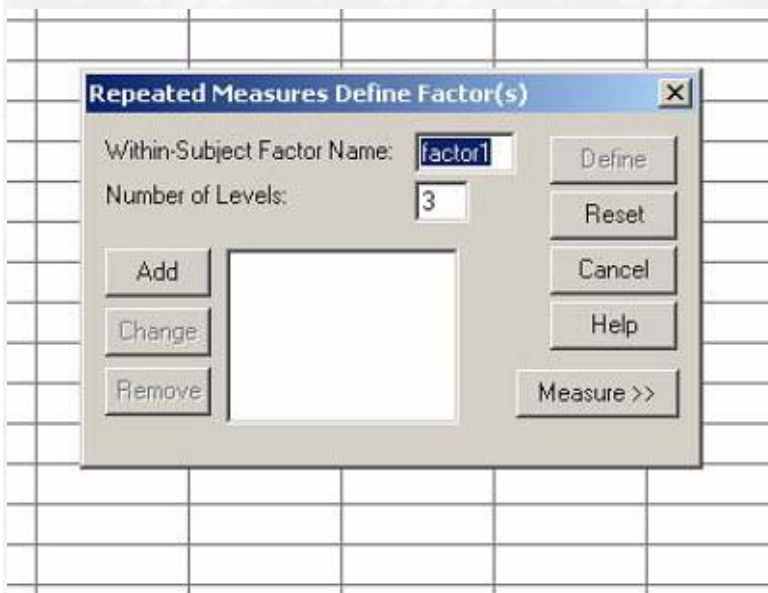 Repeated Measures Define Factor(s)
Within-Subject Factor Name: factor1
Define
Number of Levels: 3
Reset
Add
Cancel
Change
Help
Remove
Measure >>